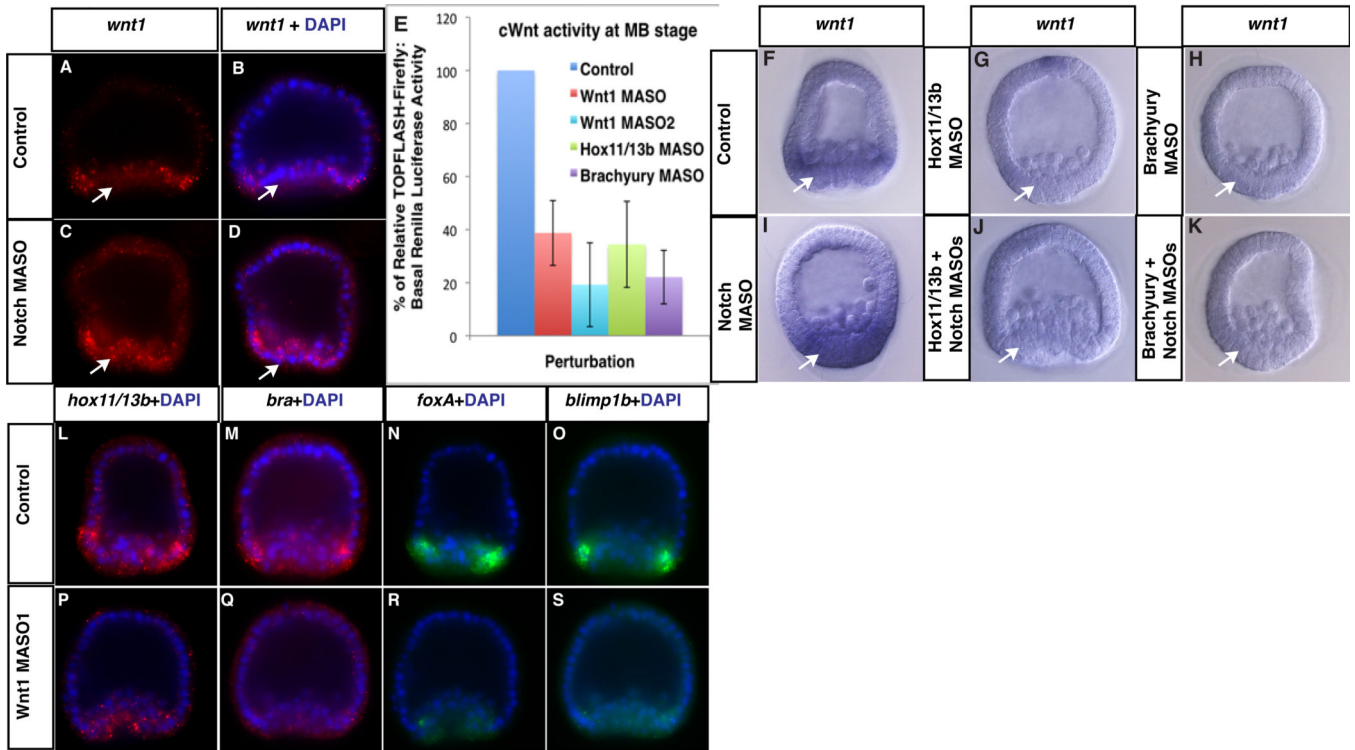 wnt1
wnt1 + DAPI
Control
A
B
Notch MASO
C
D
E
cWnt activity at MB stage
% of Relative TOPFLASH-Firefly:
Basal Renilla Luciferase Activity
120
100
80
60
40
20
0
Control
Wnt1 MASO
Wnt1 MASO2
Hox11/13b MASO
Brachyury MASO
Perturbation
wnt1
wnt1
wnt1
Control
F
Hox11/13b
MASO
G
Brachyury
MASO
H
Notch
MASO
I
Hox11/13b +
Notch MASOs
J
Brachyury +
Notch MASOs
K
hox11/13b+DAPI
bra+DAPI
foxA+DAPI
blimp1b+DAPI
Control
L
M
N
O
Wnt1 MASO1
P
Q
R
S